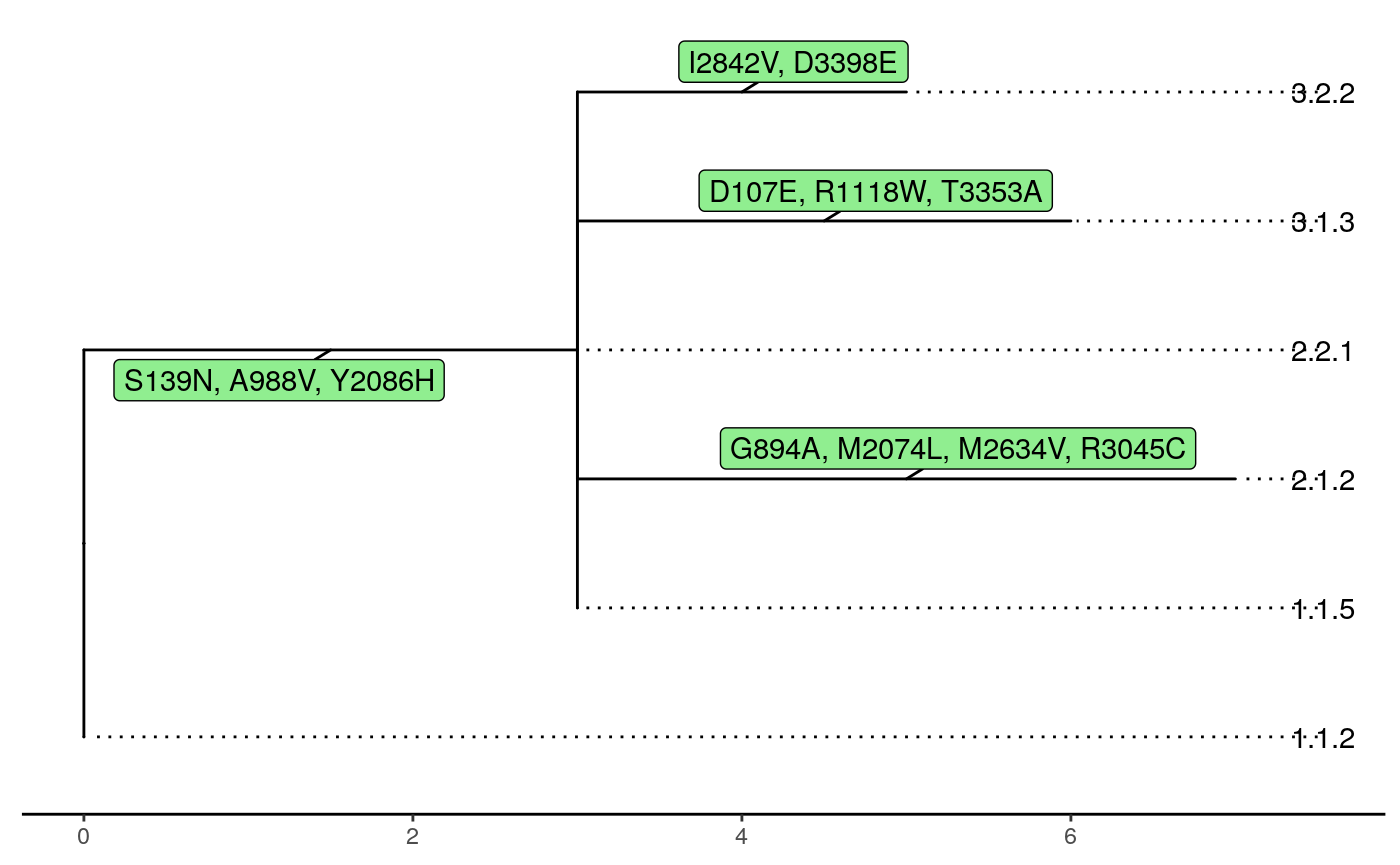 I2842V, D3398E
3.2.2
D107E, R1118W, T3353A
3.1.3
2.2.1
S139N, A988V, Y2086H
G894A, M2074L, M2634V, R3045C
2.1.2
1.1.5
1.1.2
0 2 4 6